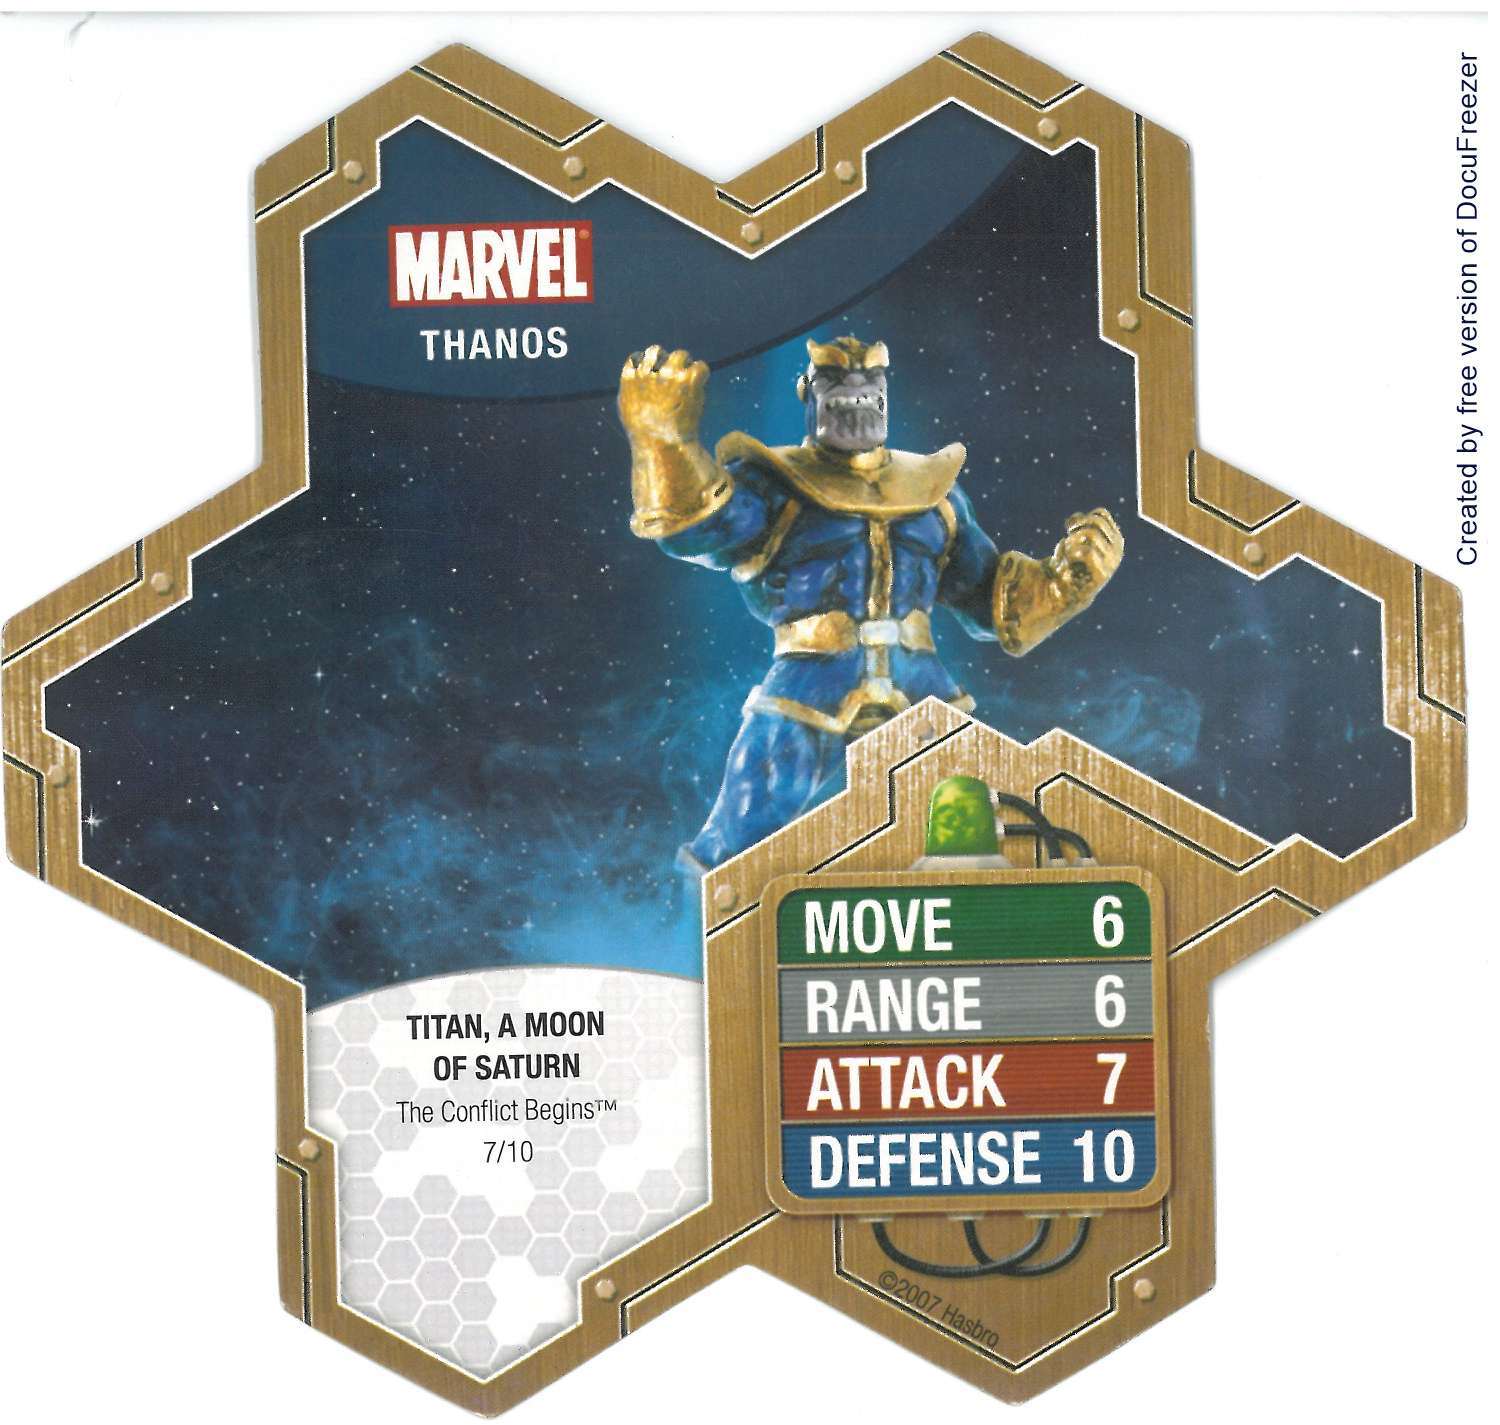 MARVEL
THANOS
TITAN, A MOON
OF SATURN
The Conflict Begins™
7/10
MOVE 6
RANGE 6
ATTACK 7
DEFENSE 10
©2007 Hasbro
Created by free version of DocuFreezer